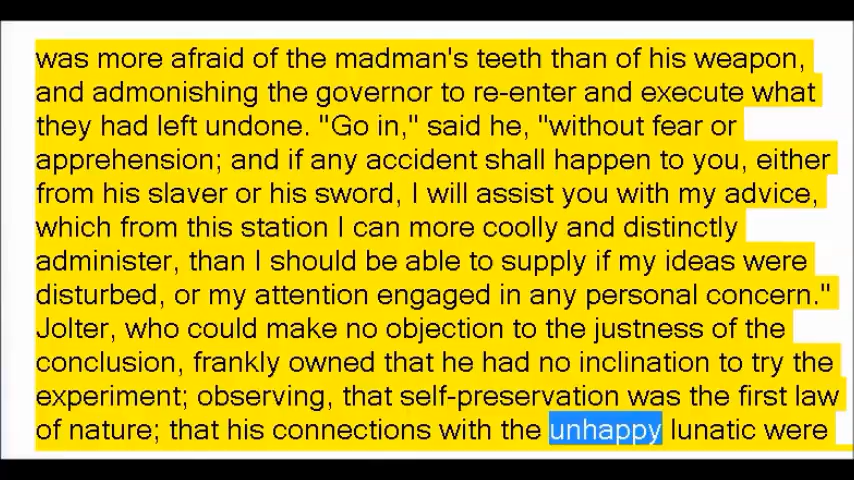 was more afraid of the madman's teeth than of his weapon,
and admonishing the governor to re-enter and execute what
they had left undone. "Go in," said he, "without fear or
apprehension; and if any accident shall happen to you, either
from his slaver or his sword, I will assist you with my advice,
which from this station I can more coolly and distinctly
administer, than I should be able to supply if my ideas were
disturbed, or my attention engaged in any personal concern."
Jolter, who could make no objection to the justness of the
conclusion, frankly owned that he had no inclination to try the
experiment; observing, that self-preservation was the first law
of nature; that his connections with the unhappy lunatic were